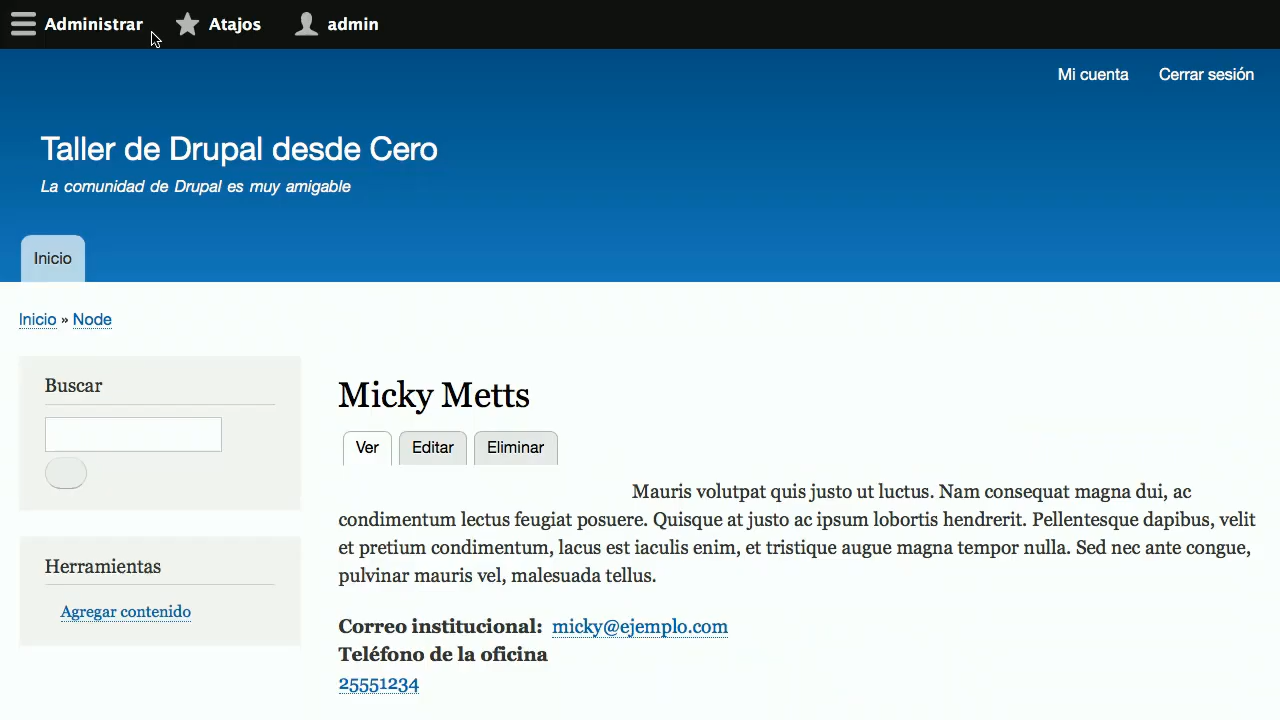 Administrar Atajos admin
Mi cuenta Cerrar sesión
Taller de Drupal desde Cero
La comunidad de Drupal es muy amigable
Inicio
Inicio » Node
Buscar
Herramientas
Agregar contenido
Micky Metts
Ver Editar Eliminar
Mauris volutpat quis justo ut luctus. Nam consequat magna dui, ac
condimentum lectus feugiat posuere. Quisque at justo ac ipsum lobortis hendrerit. Pellentesque dapibus, velit
et pretium condimentum, lacus est iaculis enim, et tristique augue magna tempor nulla. Sed nec ante congue,
pulvinar mauris vel, malesuada tellus.
Correo institucional: micky@ejemplo.com
Teléfono de la oficina
25551234